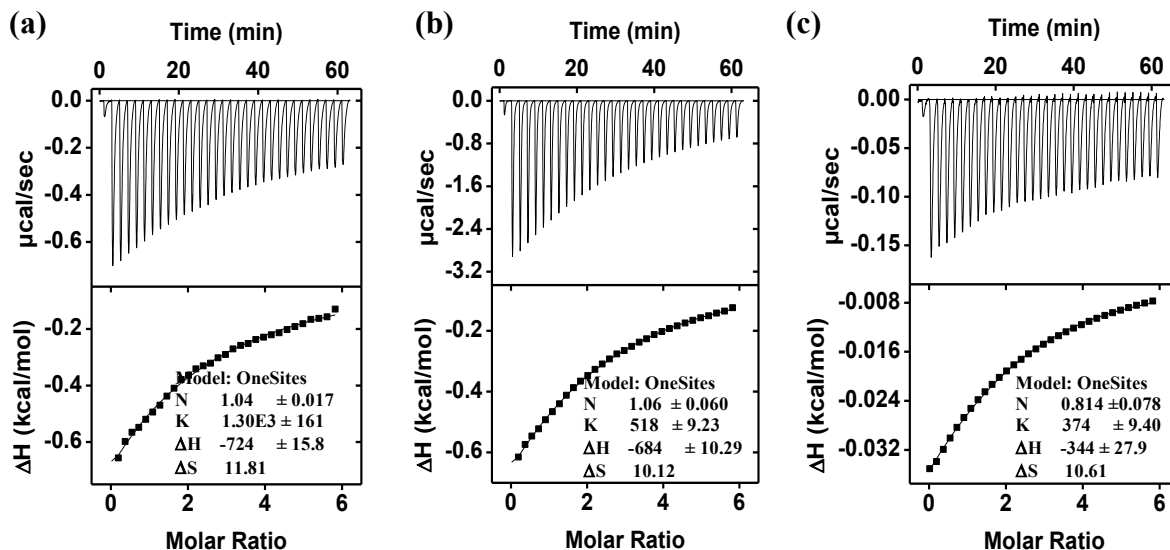 (a)
Time (min)
0 20 40 60
0.0
-0.2
-0.4
-0.6
µcal/sec
-0.2
-0.4
-0.6
ΔH (kcal/mol)
Model: OneSites
N 1.04 ± 0.017
K 1.30E3 ± 161
ΔH -724 ± 15.8
ΔS 11.81
0 2 4 6
Molar Ratio
(b)
Time (min)
0 20 40 60
0.0
-0.8
-1.6
-2.4
-3.2
µcal/sec
-0.2
-0.4
-0.6
ΔH (kcal/mol)
Model: OneSites
N 1.06 ± 0.060
K 518 ± 9.23
ΔH -684 ± 10.29
ΔS 10.12
0 2 4 6
Molar Ratio
(c)
Time (min)
0 20 40 60
0.00
-0.05
-0.10
-0.15
µcal/sec
-0.008
-0.016
-0.024
-0.032
ΔH (kcal/mol)
Model: OneSites
N 0.814 ±0.078
K 374 ± 9.40
ΔH -344 ± 27.9
ΔS 10.61
0 2 4 6
Molar Ratio